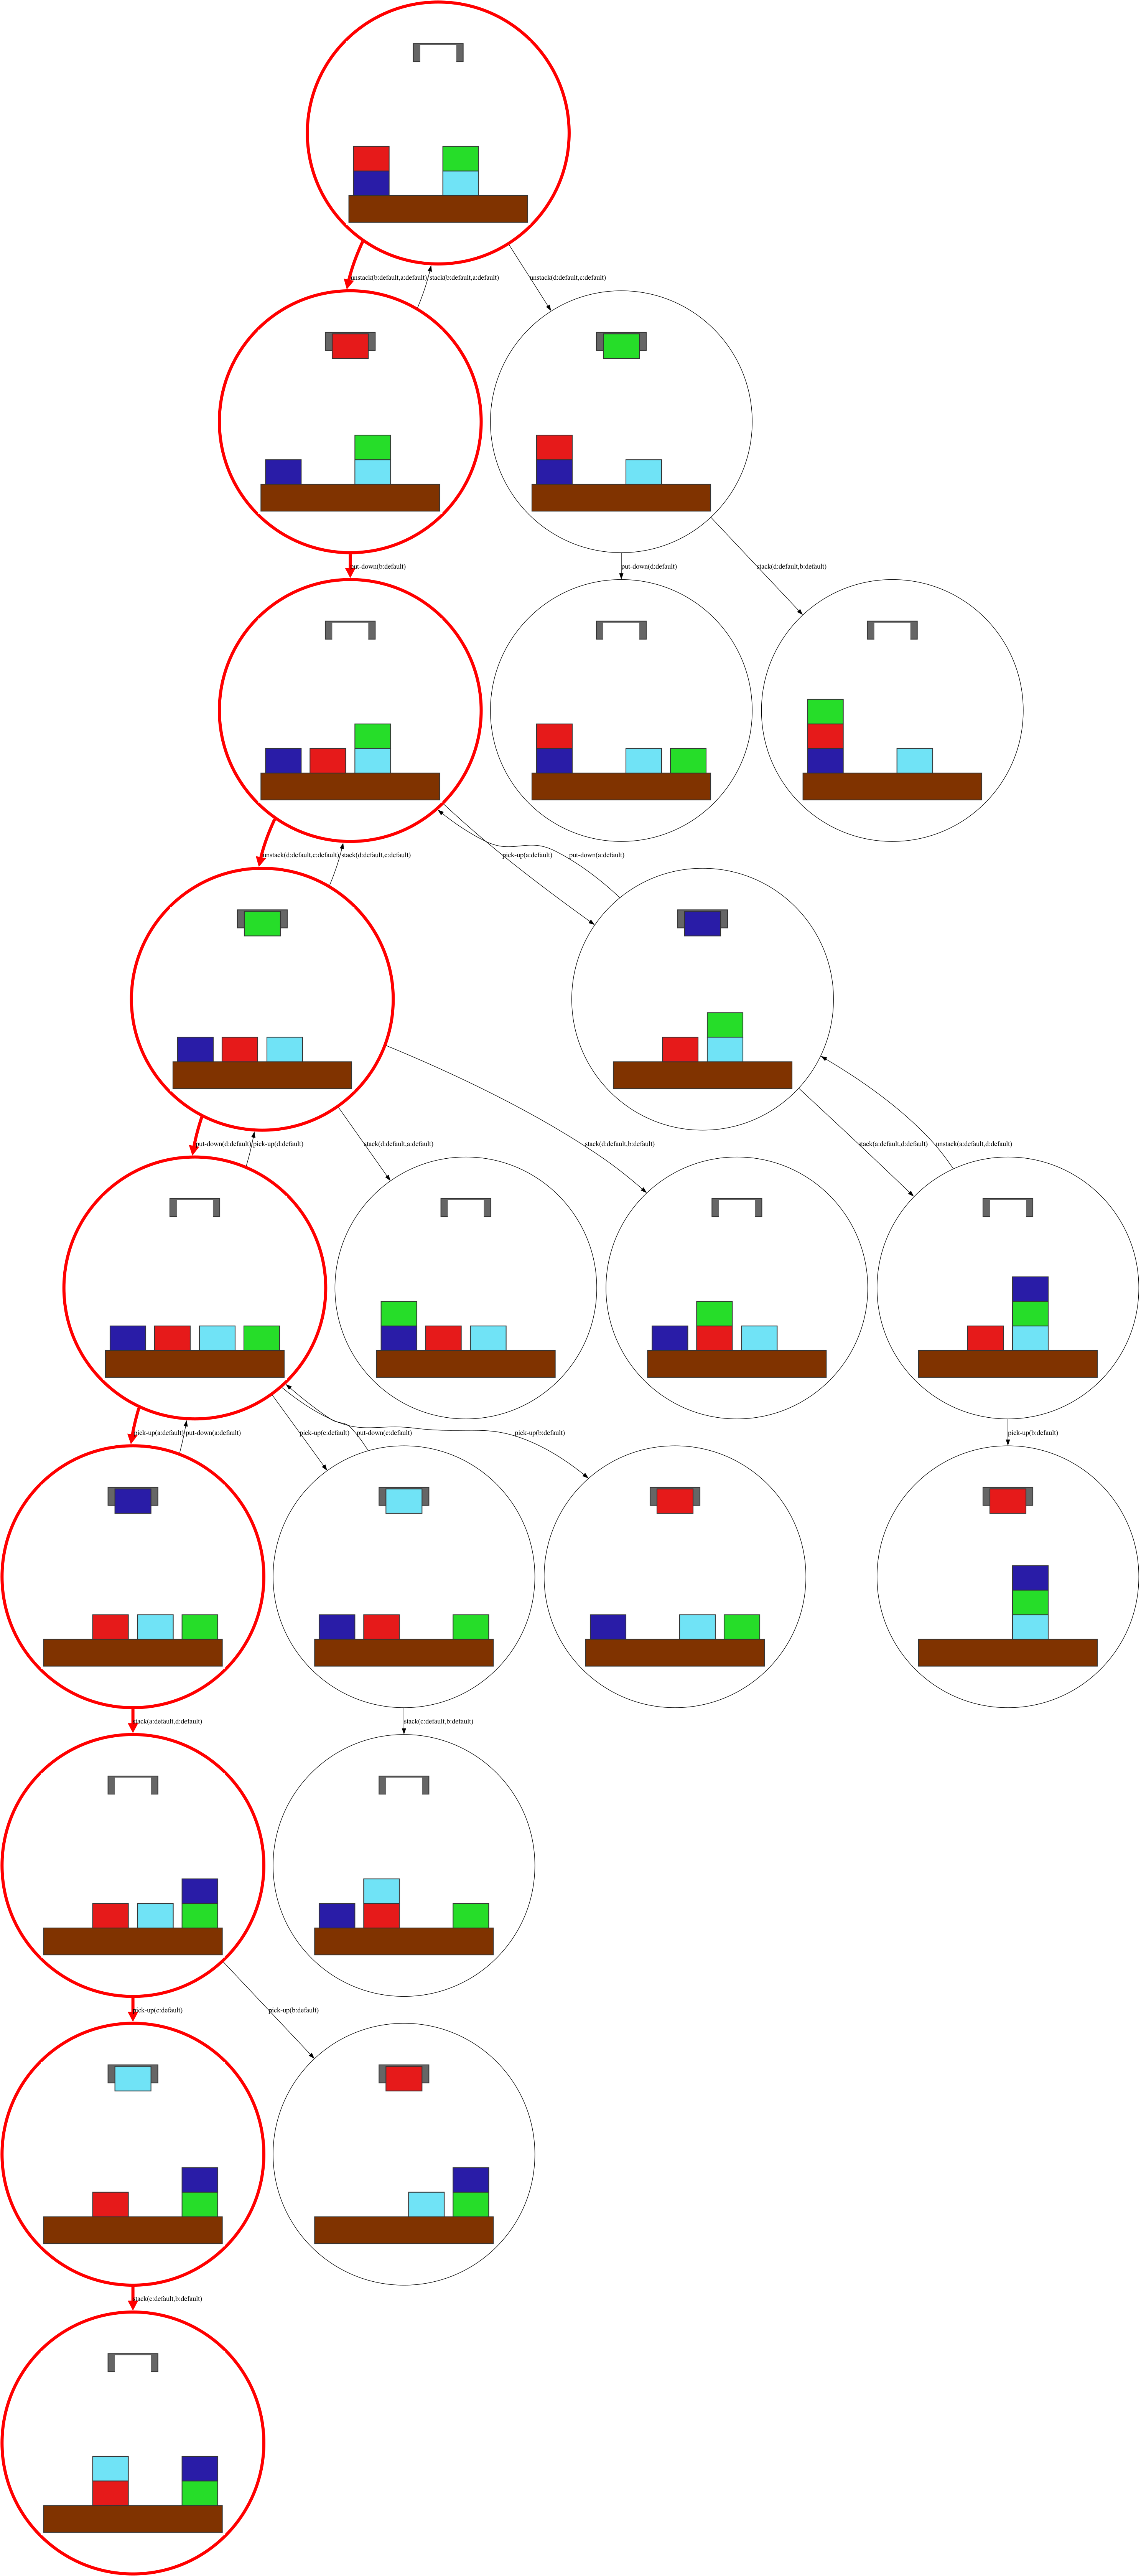 unstack(b:default,a:default)
stack(b:default,a:default)
unstack(d:default,c:default)
put-down(b:default)
put-down(d:default)
stack(d:default,b:default)
unstack(d:default,c:default)
stack(d:default,c:default)
pick-up(a:default)
put-down(a:default)
put-down(d:default)
pick-up(d:default)
stack(d:default,a:default)
stack(d:default,b:default)
stack(a:default,d:default)
unstack(a:default,d:default)
pick-up(a:default)
put-down(a:default)
pick-up(c:default)
put-down(c:default)
pick-up(b:default)
pick-up(b:default)
stack(a:default,d:default)
stack(c:default,b:default)
pick-up(c:default)
pick-up(b:default)
stack(c:default,b:default)